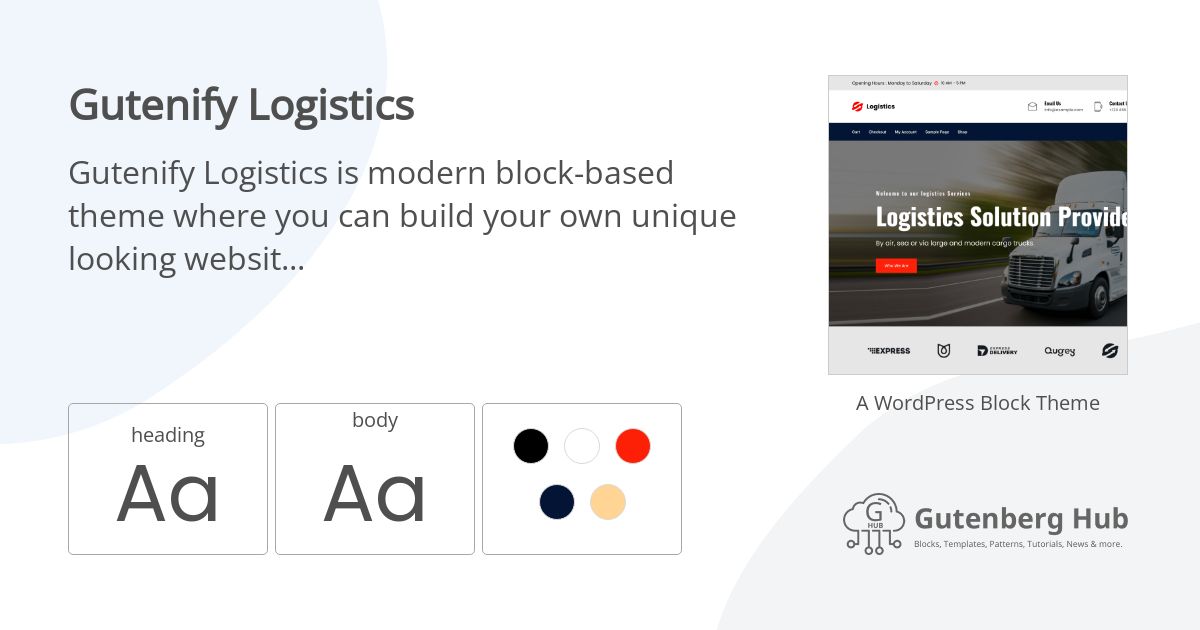 Gutenify Logistics
Gutenify Logistics is modern block-based
theme where you can build your own unique
looking websit...
heading
Aa
body
Aa
Opening Hours : Monday to Saturday 10 AM - 5 PM
Logistics
Email Us
info@example.com
Contact
Cart Checkout My Account Sample Page Shop
Welcome to our logistics Services
Logistics Solution Provide
By air, sea or via large and modern cargo trucks
Who We Are
EXPRESS
EXPRESS
DELIVERY
Qugrey
A WordPress Block Theme
G
HUB
Gutenberg Hub
Blocks, Templates, Patterns, Tutorials, News & more.